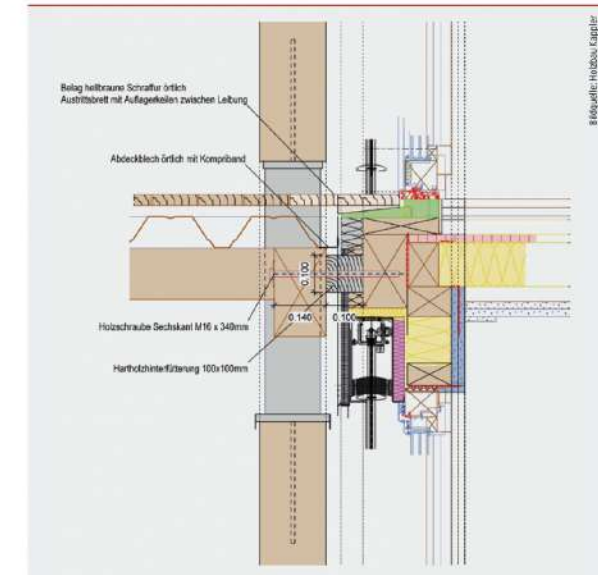 Bildquelle: Holzbau Kappler
Belag hellbraune Schraffur örtlich
Austrittsbrett mit Auflagerkeilen zwischen Leibung
Abdeckblech örtlich mit Kompriband
0.100
0.140 0.100
Holzschraube Sechskant M16 x 340mm
Hartholzhinterfütterung 100x100mm